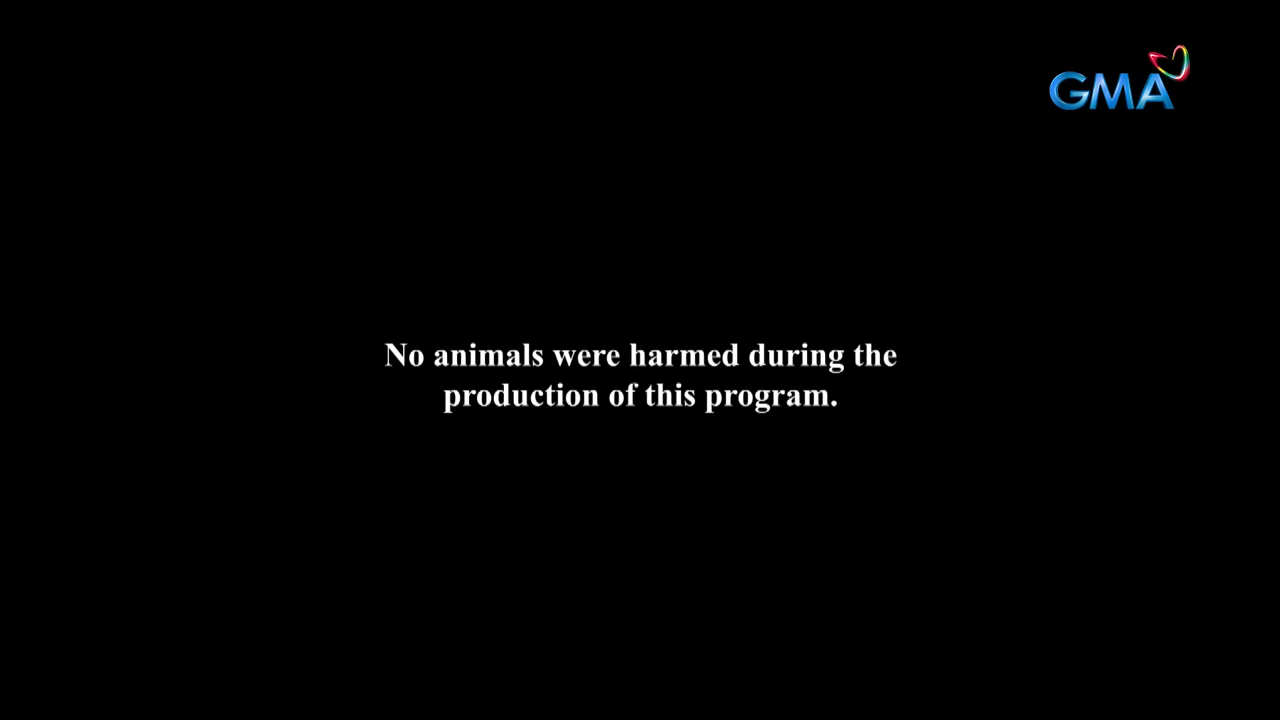 GMA
No animals were harmed during the
production of this program.